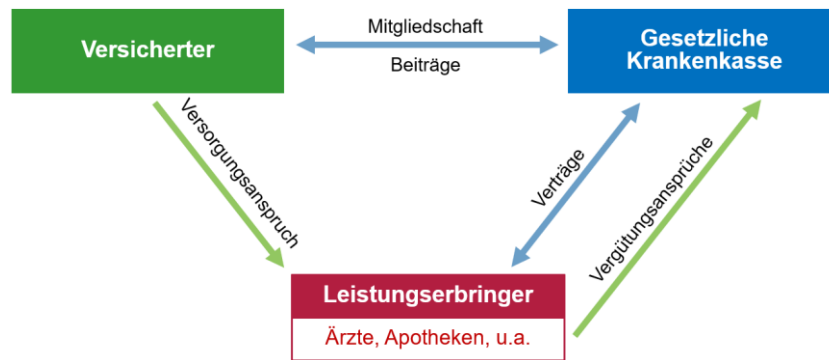 Versicherter
Mitgliedschaft
Beiträge
Gesetzliche
Krankenkasse
Versorgungsanspruch
Verträge
Vergütungsansprüche
Leistungserbringer
Ärzte, Apotheken, u.a.